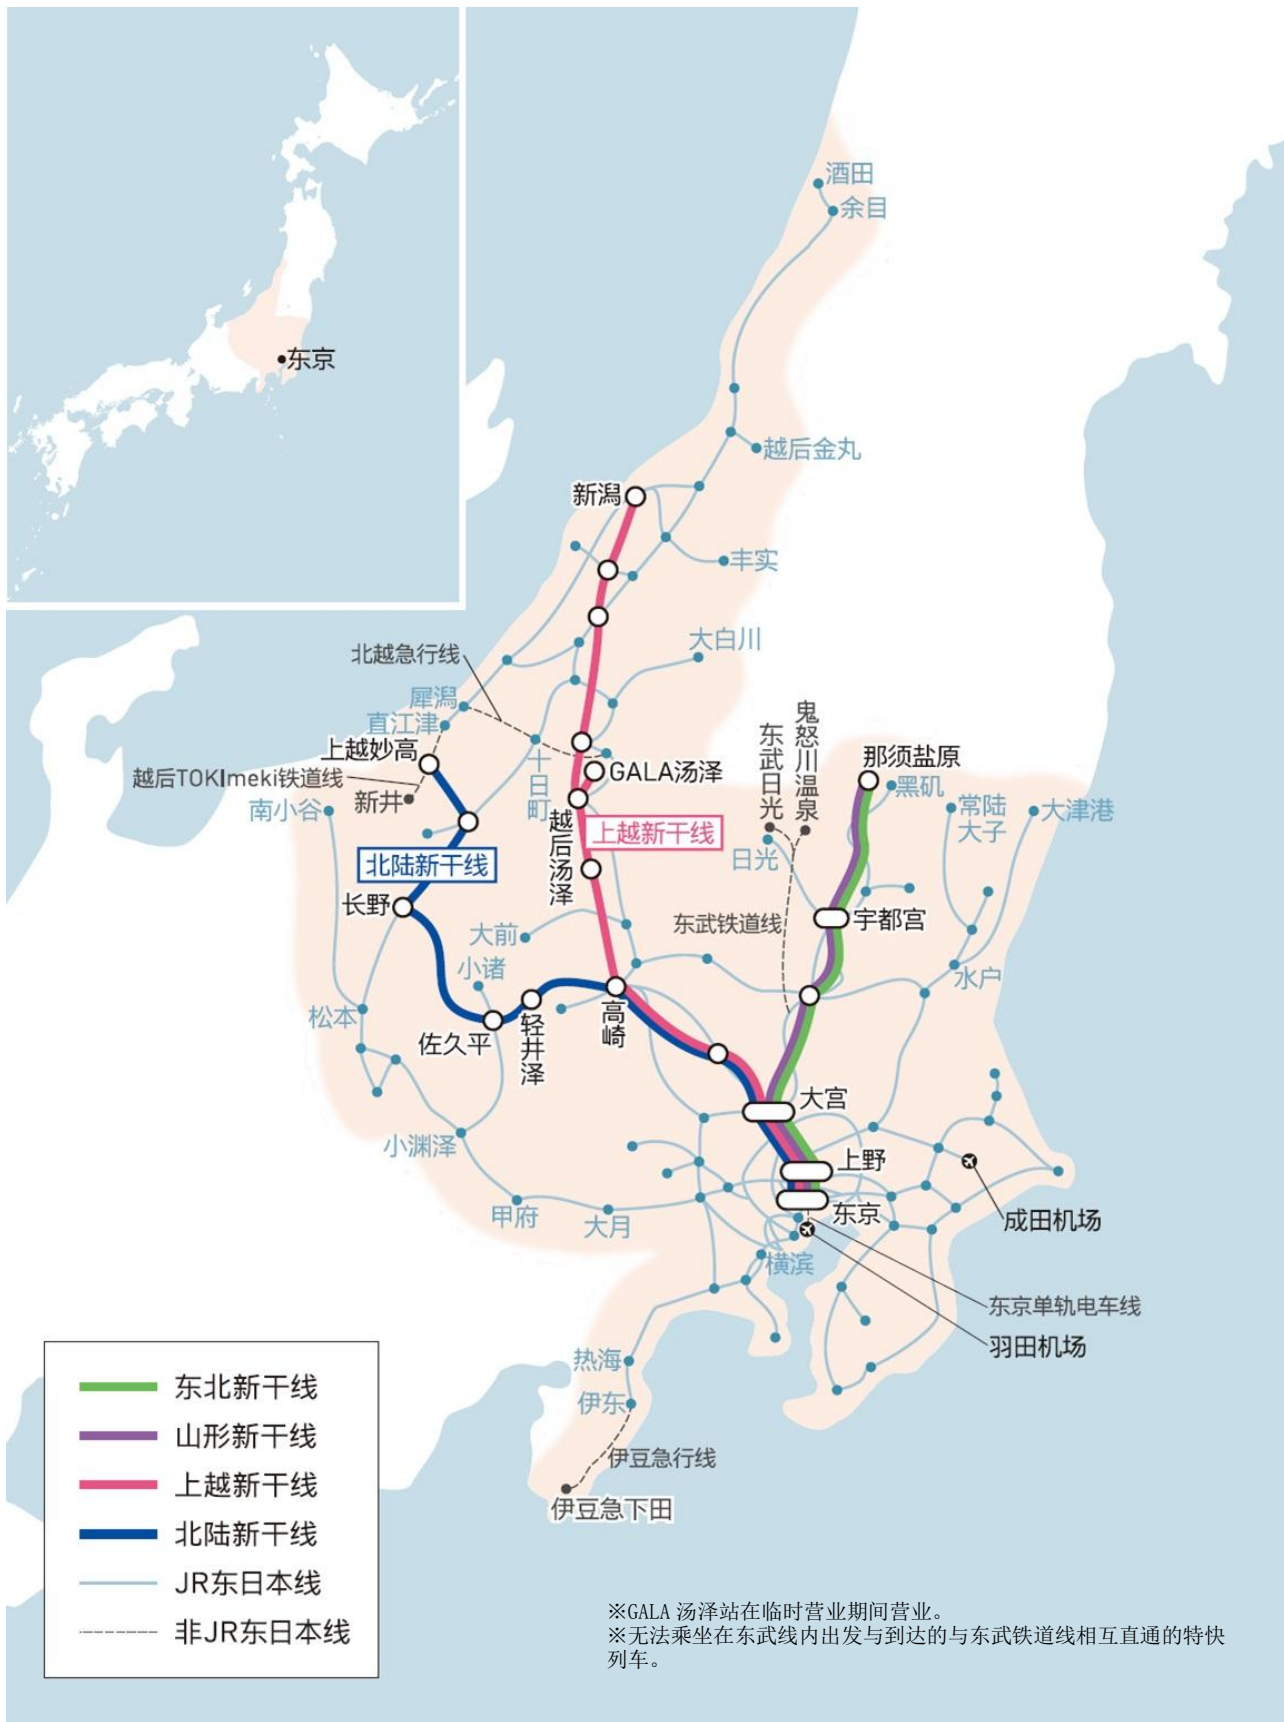 东京
酒田
余目
越后金丸
新潟
丰实
大白川
北越急行线
犀潟
直江津
上越妙高
越后TOKImeki铁道线
新井
南小谷
十日町
GALA汤泽
越后汤泽
上越新干线
北陆新干线
长野
大前
小诸
松本
佐久平
轻井泽
高崎
鬼怒川温泉
东武日光
日光
东武铁道线
那须盐原
黑矶
常陆
大子
大津港
宇都宫
水户
大宫
上野
东京
成田机场
小渊泽
甲府
大月
横滨
东京单轨电车线
羽田机场
热海
伊东
伊豆急行线
伊豆急下田
东北新干线
山形新干线
上越新干线
北陆新干线
JR东日本线
非JR东日本线
※GALA 汤泽站在临时营业期间营业。
※无法乘坐在东武线内出发与到达的与东武铁道线相互直通的特快
列车。